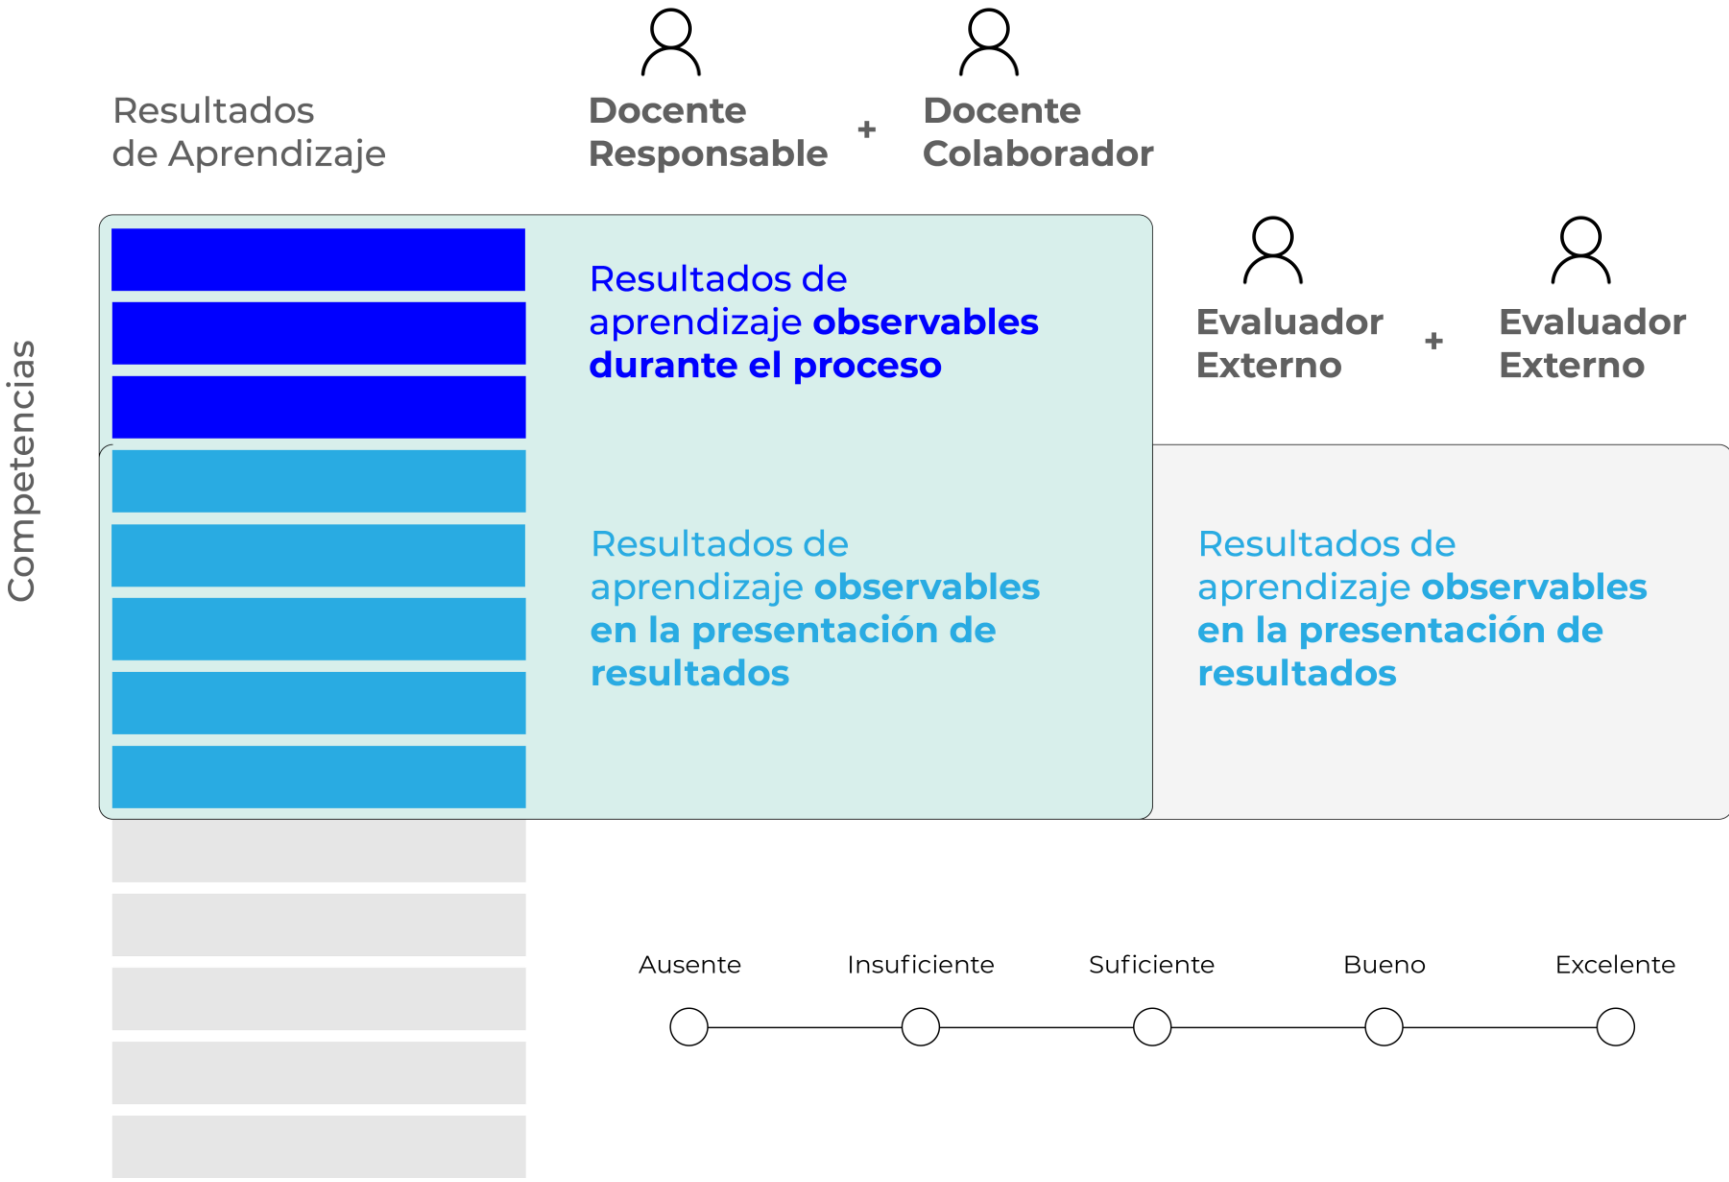 Resultados
de Aprendizaje
Docente
Responsable
+
Docente
Colaborador
Competencias
Resultados de
aprendizaje observables
durante el proceso
Evaluador
Externo
+
Evaluador
Externo
Resultados de
aprendizaje observables
en la presentación de
resultados
Resultados de
aprendizaje observables
en la presentación de
resultados
Ausente
Insuficiente
Suficiente
Bueno
Excelente